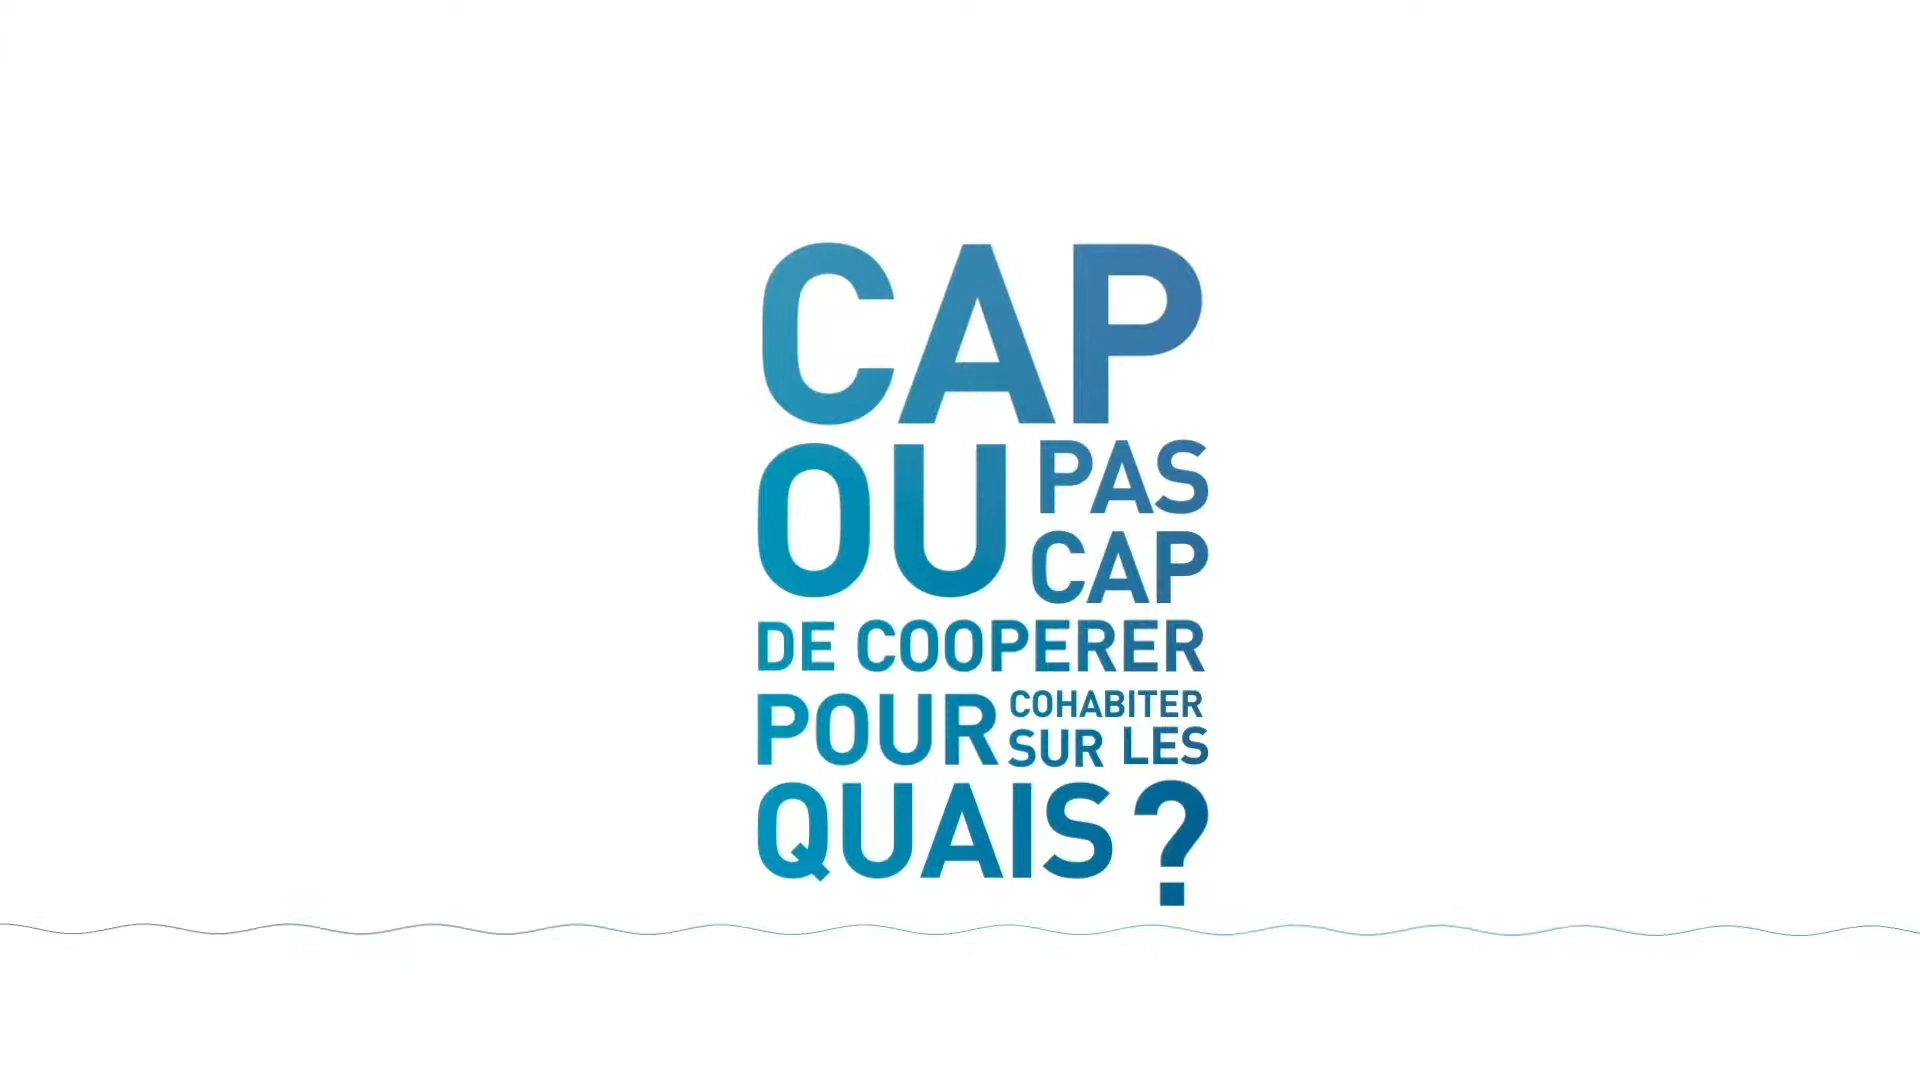 CAP
OU PAS
CAP
DE COOPERER
POUR COHABITER
SUR LES
QUAIS ?